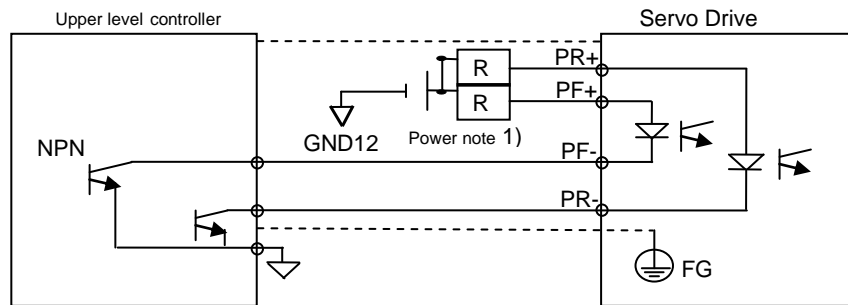 Upper level controller
Servo Drive
R
PR+
R
PF+
GND12
Power note 1)
NPN
PF-
PR-
FG